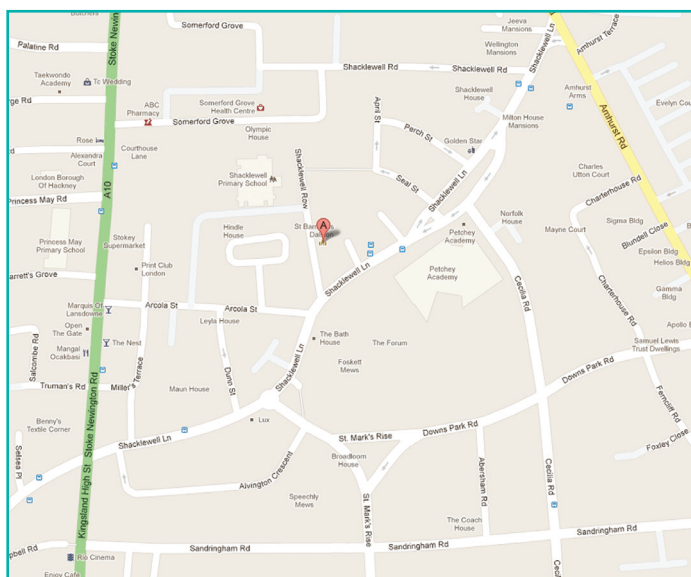 Butchers
Somerford Grove
Jeeva
Mansions
Shacklewell Ln
Amhurst Terrace
Palatine Rd
Stoke Newington
Wellington
Mansions
Taekwondo
Academy
Tc Wedding
Shacklewell Rd
Shacklewell Rd
Shacklewell
House
Amhurst
Arms
Evelyn Cou
rge Rd
ABC
Pharmacy
Somerford Grove
Health Centre
April St
Milton House
Mansions
Amhurst Rd
Somerford Grove
Olympic
House
Perch St
Golden Star
Rose
Courthouse
Lane
Alexandra
Court
London Borough
Of Hackney
A10
Shacklewell
Primary School
Shacklewell Row
Seal St
Shacklewell Ln
Charles
Utton Court
Charterhouse Rd
Princess May Rd
Norfolk
House
Sigma Bldg
Stokey
Supermarket
Hindle
House
A
St Bar
Dalston
Petchey
Academy
Mayne Court
Blundell Close
Princess May
Primary School
Epsilon Bldg
Helios Bldg
Print Club
London
Petchey
Academy
Cecilia Rd
Charterhouse Rd
arrett's Grove
Shacklewell Ln
Gamma
Bldg
Marquis Of
Lansdowne
Arcola St
Arcola St
Leyla House
Apollo B
Open
The Gate
The Nest
The Bath
House
The Forum
Samuel Lewis
Trust Dwellings
Salcombe Rd
Mangal
Ocakbasi
Miller's Terrace
Shacklewell Ln
Foskett
Mews
Downs Park Rd
Truman's Rd
Stoke Newington Rd
Maun House
Dunn St
Ferncliff Rd
Benny's
Textile Corner
Lux
Downs Park Rd
Shacklewell Ln
St. Mark's Rise
Foxley Close
Selsea Pl
Kingsland High St
Alvington Crescent
Broadloom
House
Abersham Rd
Cecilia Rd
Speechly
Mews
St. Mark's Rise
The Coach
House
pbell Rd
Sandringham Rd
Sandringham Rd
Sandringham Rd
Rio Cinema
Enjoy Cafe